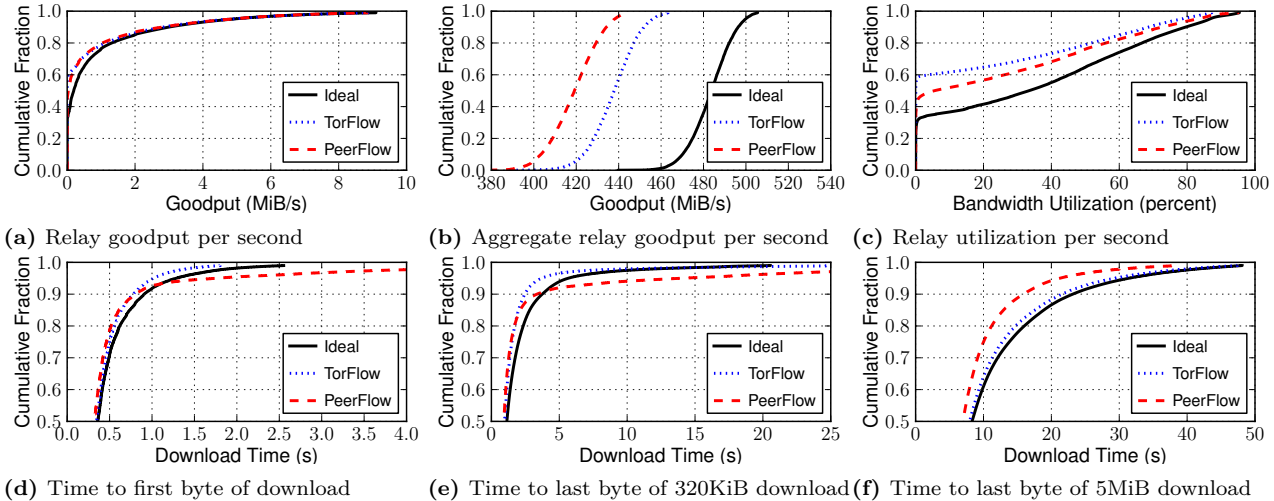 1.0
0.8
0.6
0.4
0.2
0.0
Cumulative Fraction
Ideal
TorFlow
PeerFlow
0 2 4 6 8 10
Goodput (MiB/s)
(a) Relay goodput per second
1.0
0.8
0.6
0.4
0.2
0.0
Cumulative Fraction
Ideal
TorFlow
PeerFlow
380 400 420 440 460 480 500 520 540
Goodput (MiB/s)
(b) Aggregate relay goodput per second
1.0
0.8
0.6
0.4
0.2
0.0
Cumulative Fraction
Ideal
TorFlow
PeerFlow
0 20 40 60 80 100
Bandwidth Utilization (percent)
(c) Relay utilization per second
1.0
0.9
0.8
0.7
0.6
0.5
Cumulative Fraction
Ideal
TorFlow
PeerFlow
0.0 0.5 1.0 1.5 2.0 2.5 3.0 3.5 4.0
Download Time (s)
(d) Time to first byte of download
1.0
0.9
0.8
0.7
0.6
0.5
Cumulative Fraction
Ideal
TorFlow
PeerFlow
0 5 10 15 20 25
Download Time (s)
(e) Time to last byte of 320KiB download
1.0
0.9
0.8
0.7
0.6
0.5
Cumulative Fraction
Ideal
TorFlow
PeerFlow
0 10 20 30 40 50
Download Time (s)
(f) Time to last byte of 5MiB download